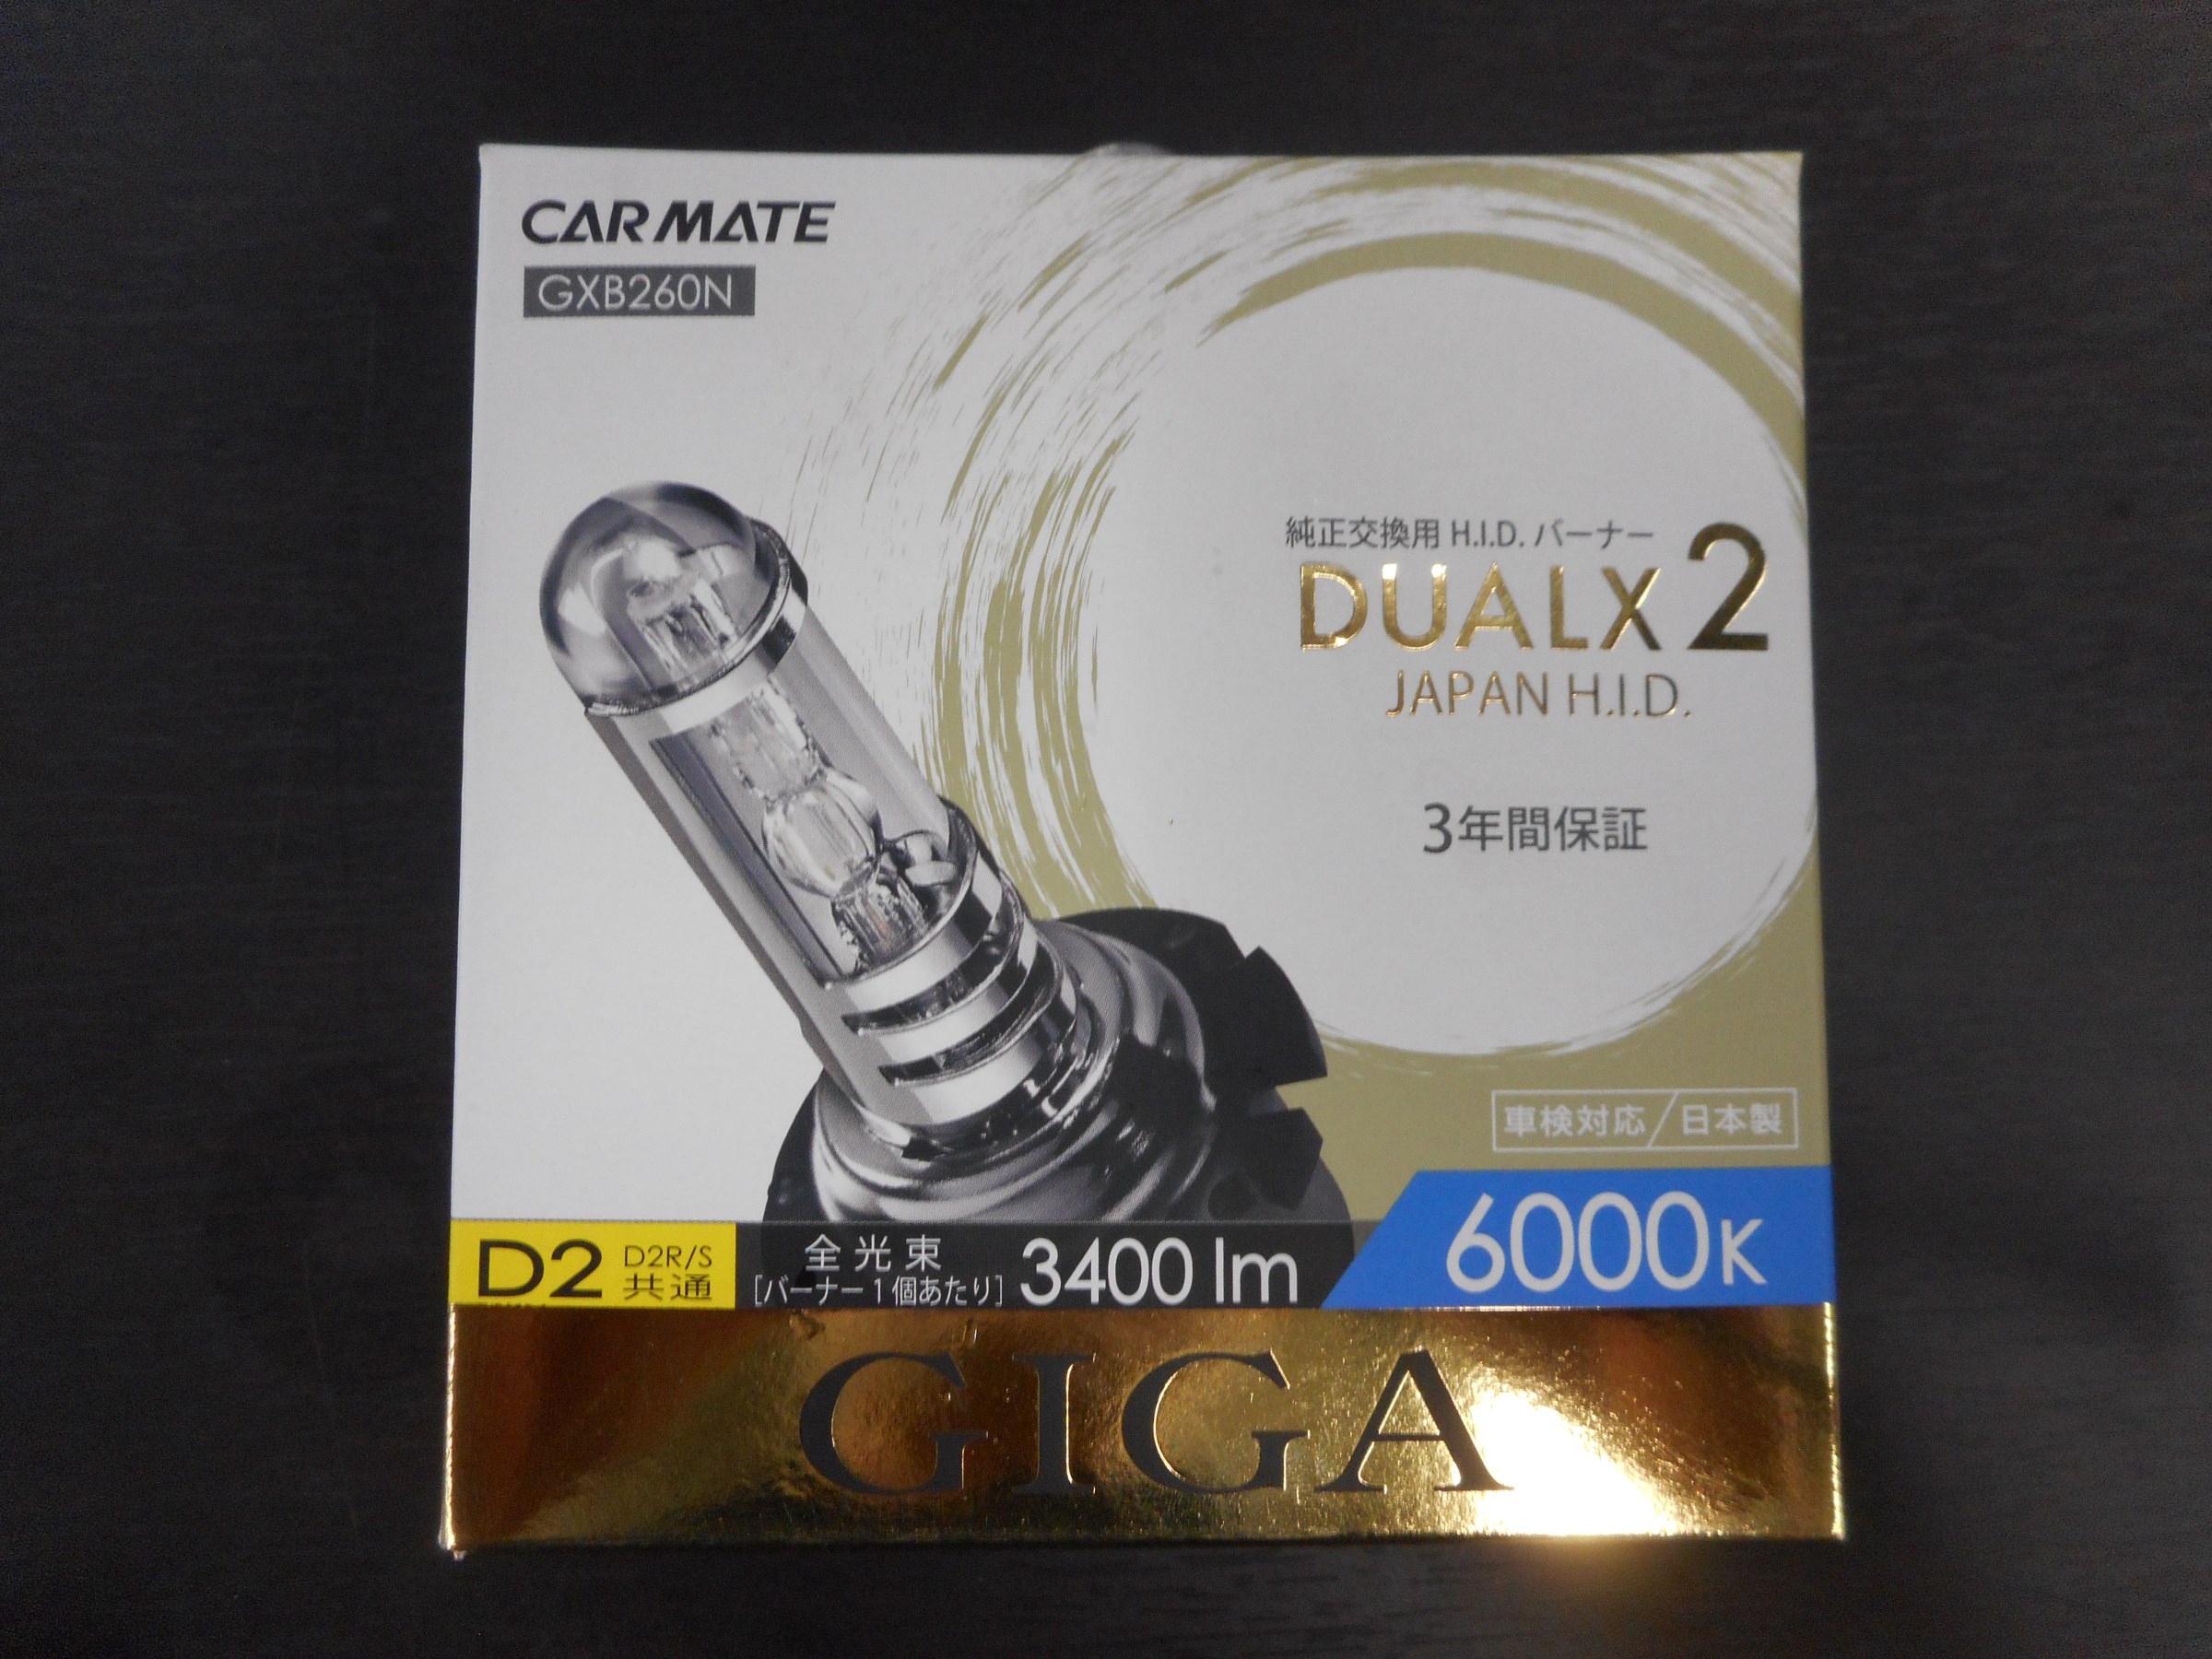 CARMATE
GXB260N
純正交換用 H.I.D. バーナー
DUALX2
JAPAN H.I.D.
3年間保証
車検対応/日本製
6000K
D2 D2R/S 共通
全光束 [バーナー1個あたり] 3400 lm
GIGA